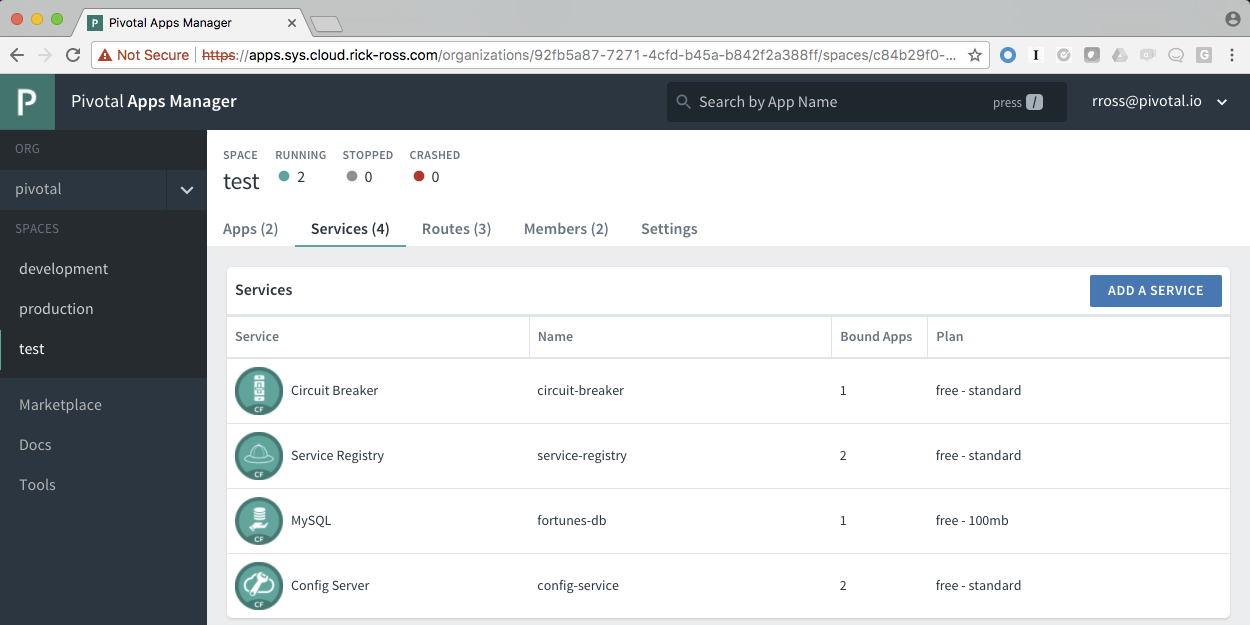 P Pivotal Apps Manager
Not Secure https://apps.sys.cloud.rick-ross.com/organizations/92fb5a87-7271-4cfd-b45a-b842f2a388ff/spaces/c84b29f0-... I G
P Pivotal Apps Manager Search by App Name press / rross@pivotal.io
ORG
pivotal
SPACES
development
production
test
Marketplace
Docs
Tools
SPACE RUNNING STOPPED CRASHED
test 2 0 0
Apps (2) Services (4) Routes (3) Members (2) Settings
Services ADD A SERVICE
Service Name Bound Apps Plan
CF Circuit Breaker circuit-breaker 1 free - standard
CF Service Registry service-registry 2 free - standard
CF MySQL fortunes-db 1 free - 100mb
CF Config Server config-service 2 free - standard